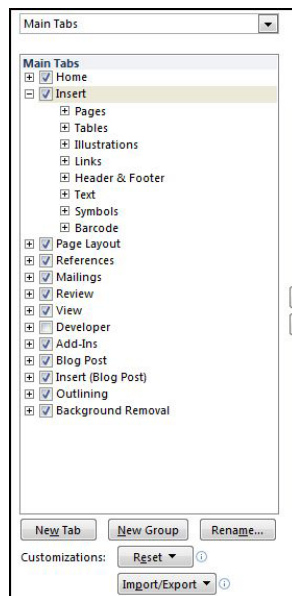 Main Tabs
Main Tabs
Home
Insert
Pages
Tables
Illustrations
Links
Header & Footer
Text
Symbols
Barcode
Page Layout
References
Mailings
Review
View
Developer
Add-Ins
Blog Post
Insert (Blog Post)
Outlining
Background Removal
New Tab New Group Rename...
Customizations: Reset
Import/Export